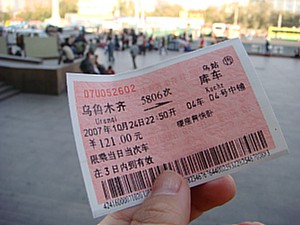 07U052602 乌站 ⑮
乌鲁木齐 5806次 库车
Urumqi Kuche
2007年10月24日22:50开 04车 04号中铺
¥121.00元 硬座普快卧
限乘当日当次车
在3日内到有效